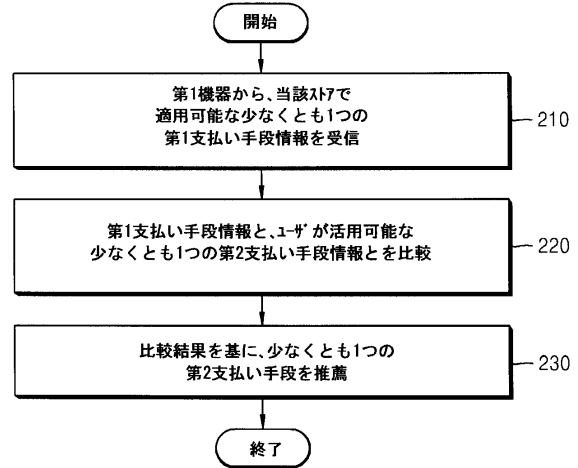 開始
第1機器から、当該ｽﾄｱで
適用可能な少なくとも1つの
第1支払い手段情報を受信
210
第1支払い手段情報と、ﾕｰｻﾞが活用可能な
少なくとも1つの第2支払い手段情報とを比較
220
比較結果を基に、少なくとも1つの
第2支払い手段を推薦
230
終了